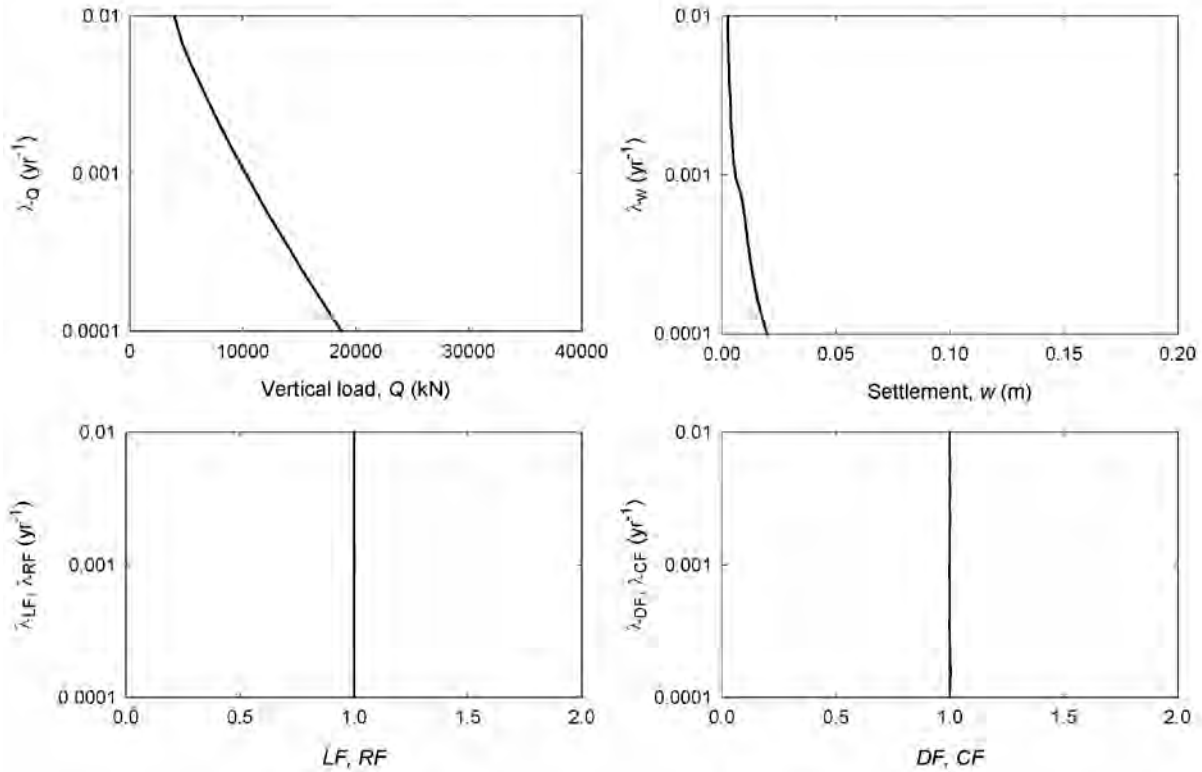 0.01
0.001
0.0001
λQ (yr-1)
0 10000 20000 30000 40000
Vertical load, Q (kN)
0.01
0.001
0.0001
λW (yr-1)
0.00 0.05 0.10 0.15 0.20
Settlement, w (m)
0.01
0.001
0.0001
λLF, λRF (yr-1)
0.0 0.5 1.0 1.5 2.0
LF, RF
0.01
0.001
0.0001
λDF, λCF (yr-1)
0.0 0.5 1.0 1.5 2.0
DF, CF